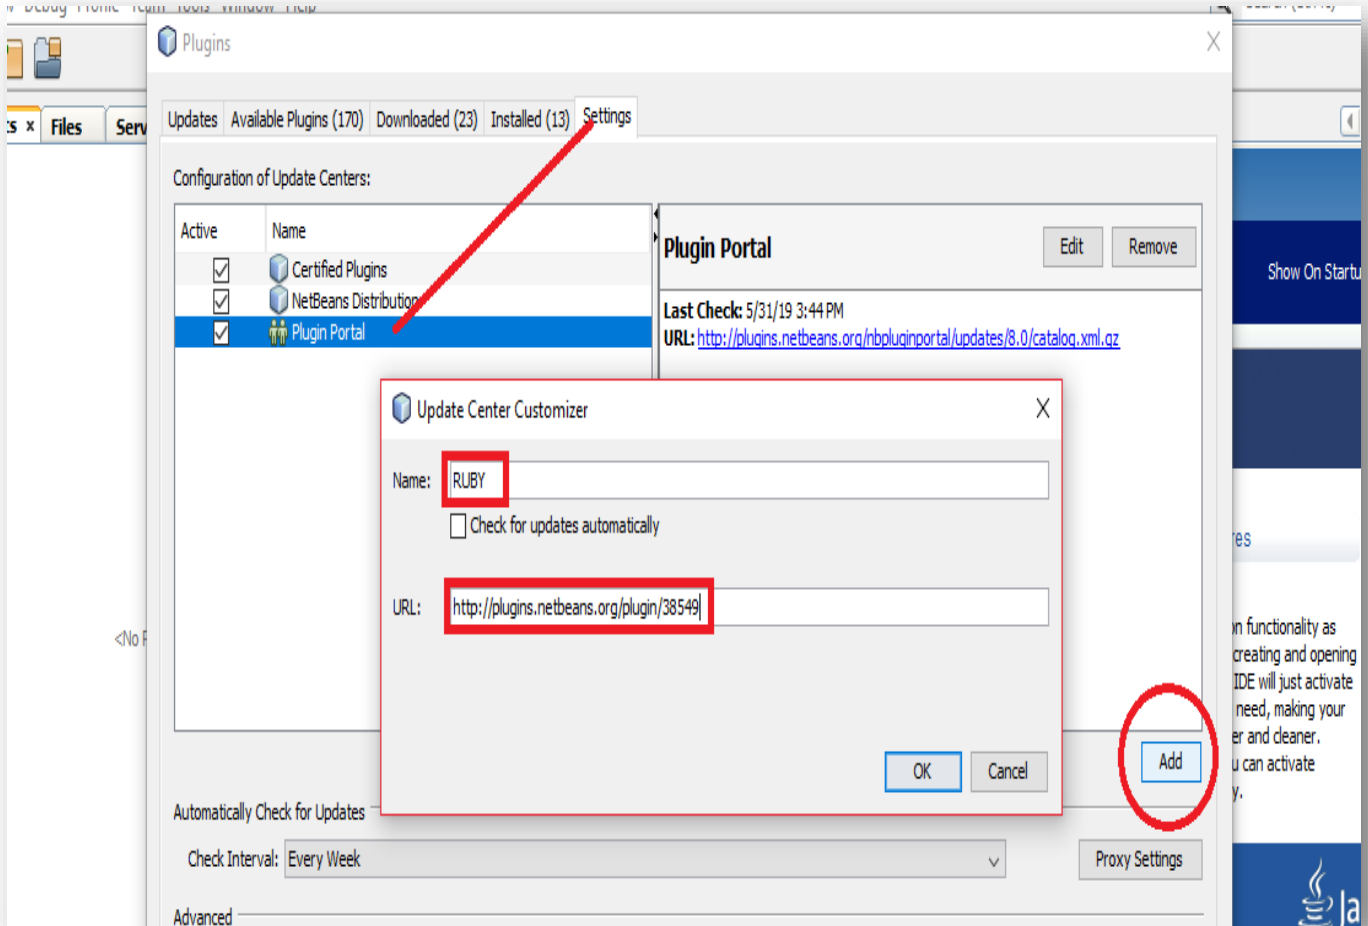 Plugins
X
Files
Serv
Updates Available Plugins (170) Downloaded (23) Installed (13) Settings
Configuration of Update Centers:
Active Name
Certified Plugins
NetBeans Distribution
Plugin Portal
Plugin Portal
Edit
Remove
Last Check: 5/31/19 3:44 PM
URL: http://plugins.netbeans.org/nbpluginportal/updates/8.0/catalog.xml.gz
Show On Startu
Update Center Customizer
X
Name: RUBY
Check for updates automatically
URL: http://plugins.netbeans.org/plugin/38549
OK
Cancel
Add
<No
res
on functionality as
creating and opening
IDE will just activate
need, making your
er and cleaner.
u can activate
y.
Automatically Check for Updates
Check Interval: Every Week
Proxy Settings
Advanced
Ja